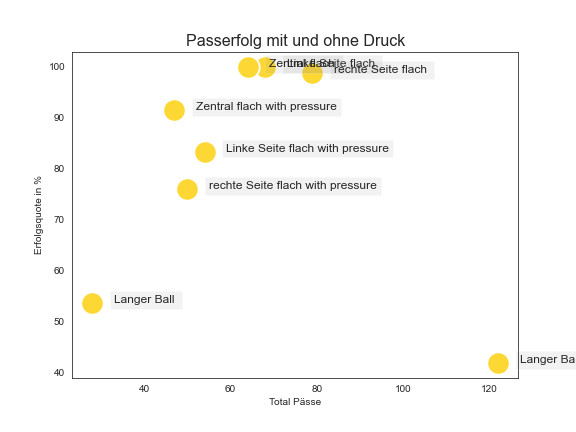 Passerfolg mit und ohne Druck
Erfolgsquote in %
100
90
80
70
60
50
40
Zentral flach
Linke Seite flach
rechte Seite flach
Zentral flach with pressure
Linke Seite flach with pressure
rechte Seite flach with pressure
Langer Ball
Langer Ba
40
60
80
100
120
Total Pässe